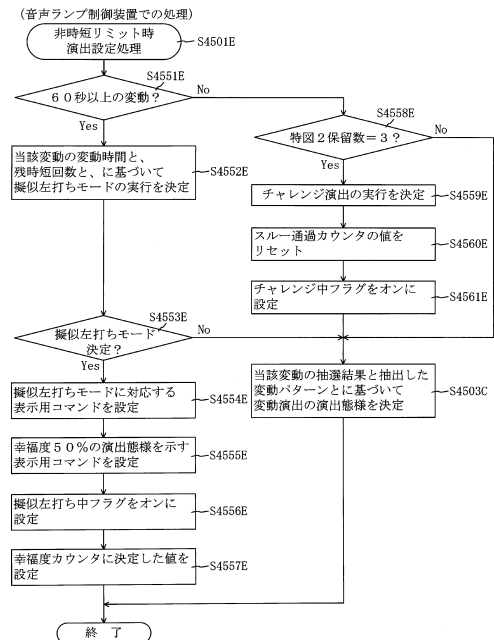 （音声ランプ制御装置での処理）
非時短リミット時
演出設定処理
S4501E
S4551E
６０秒以上の変動？
No
Yes
当該変動の変動時間と、
残時短回数と、に基づいて
擬似左打ちモードの実行を決定
S4552E
S4558E
特図２保留数＝３？
No
Yes
チャレンジ演出の実行を決定
S4559E
スルー通過カウンタの値を
リセット
S4560E
チャレンジ中フラグをオンに
設定
S4561E
S4553E
擬似左打ちモード
決定？
No
Yes
当該変動の抽選結果と抽出した
変動パターンとに基づいて
変動演出の演出態様を決定
S4503C
擬似左打ちモードに対応する
表示用コマンドを設定
S4554E
幸福度５０％の演出態様を示す
表示用コマンドを設定
S4555E
擬似左打ち中フラグをオンに
設定
S4556E
幸福度カウンタに決定した値を
設定
S4557E
終 了